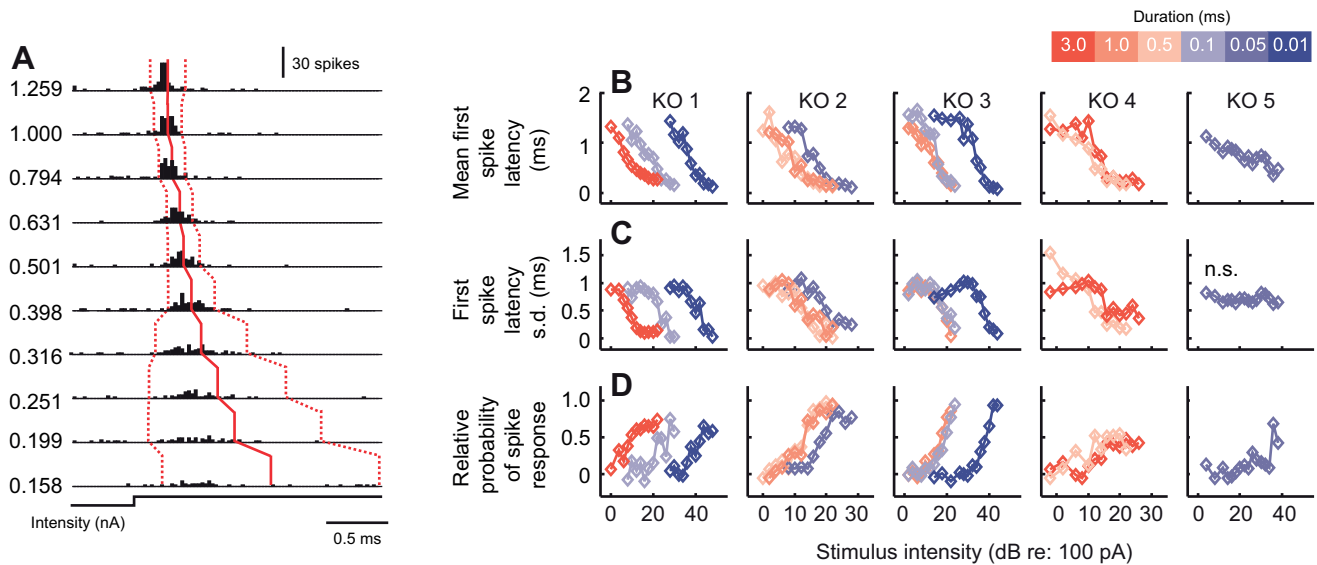 Duration (ms)
3.0 1.0 0.5 0.1 0.05 0.01
A
30 spikes
1.259
1.000
0.794
0.631
0.501
0.398
0.316
0.251
0.199
0.158
Intensity (nA)
0.5 ms
B
Mean first
spike
latency
(ms)
2
1
0
KO 1
KO 2
KO 3
KO 4
KO 5
C
First
spike
latency
s.d. (ms)
1.5
1.0
0.5
0
n.s.
D
Relative
probability
of spike
response
1.0
0.5
0
0 20 40
0 10 20 30
0 20 40
0 10 20 30
0 20 40
Stimulus intensity (dB re: 100 pA)